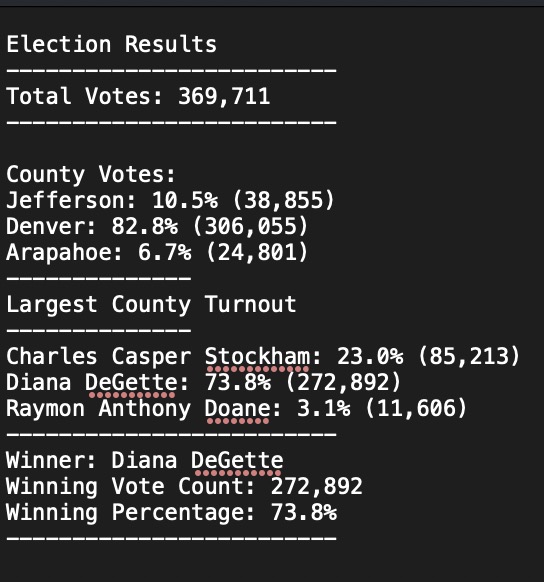 Election Results
-------------------------
Total Votes: 369,711
-------------------------
County Votes:
Jefferson: 10.5% (38,855)
Denver: 82.8% (306,055)
Arapahoe: 6.7% (24,801)
--------------
Largest County Turnout
--------------
Charles Casper Stockham: 23.0% (85,213)
Diana DeGette: 73.8% (272,892)
Raymon Anthony Doane: 3.1% (11,606)
-------------------------
Winner: Diana DeGette
Winning Vote Count: 272,892
Winning Percentage: 73.8%
-------------------------